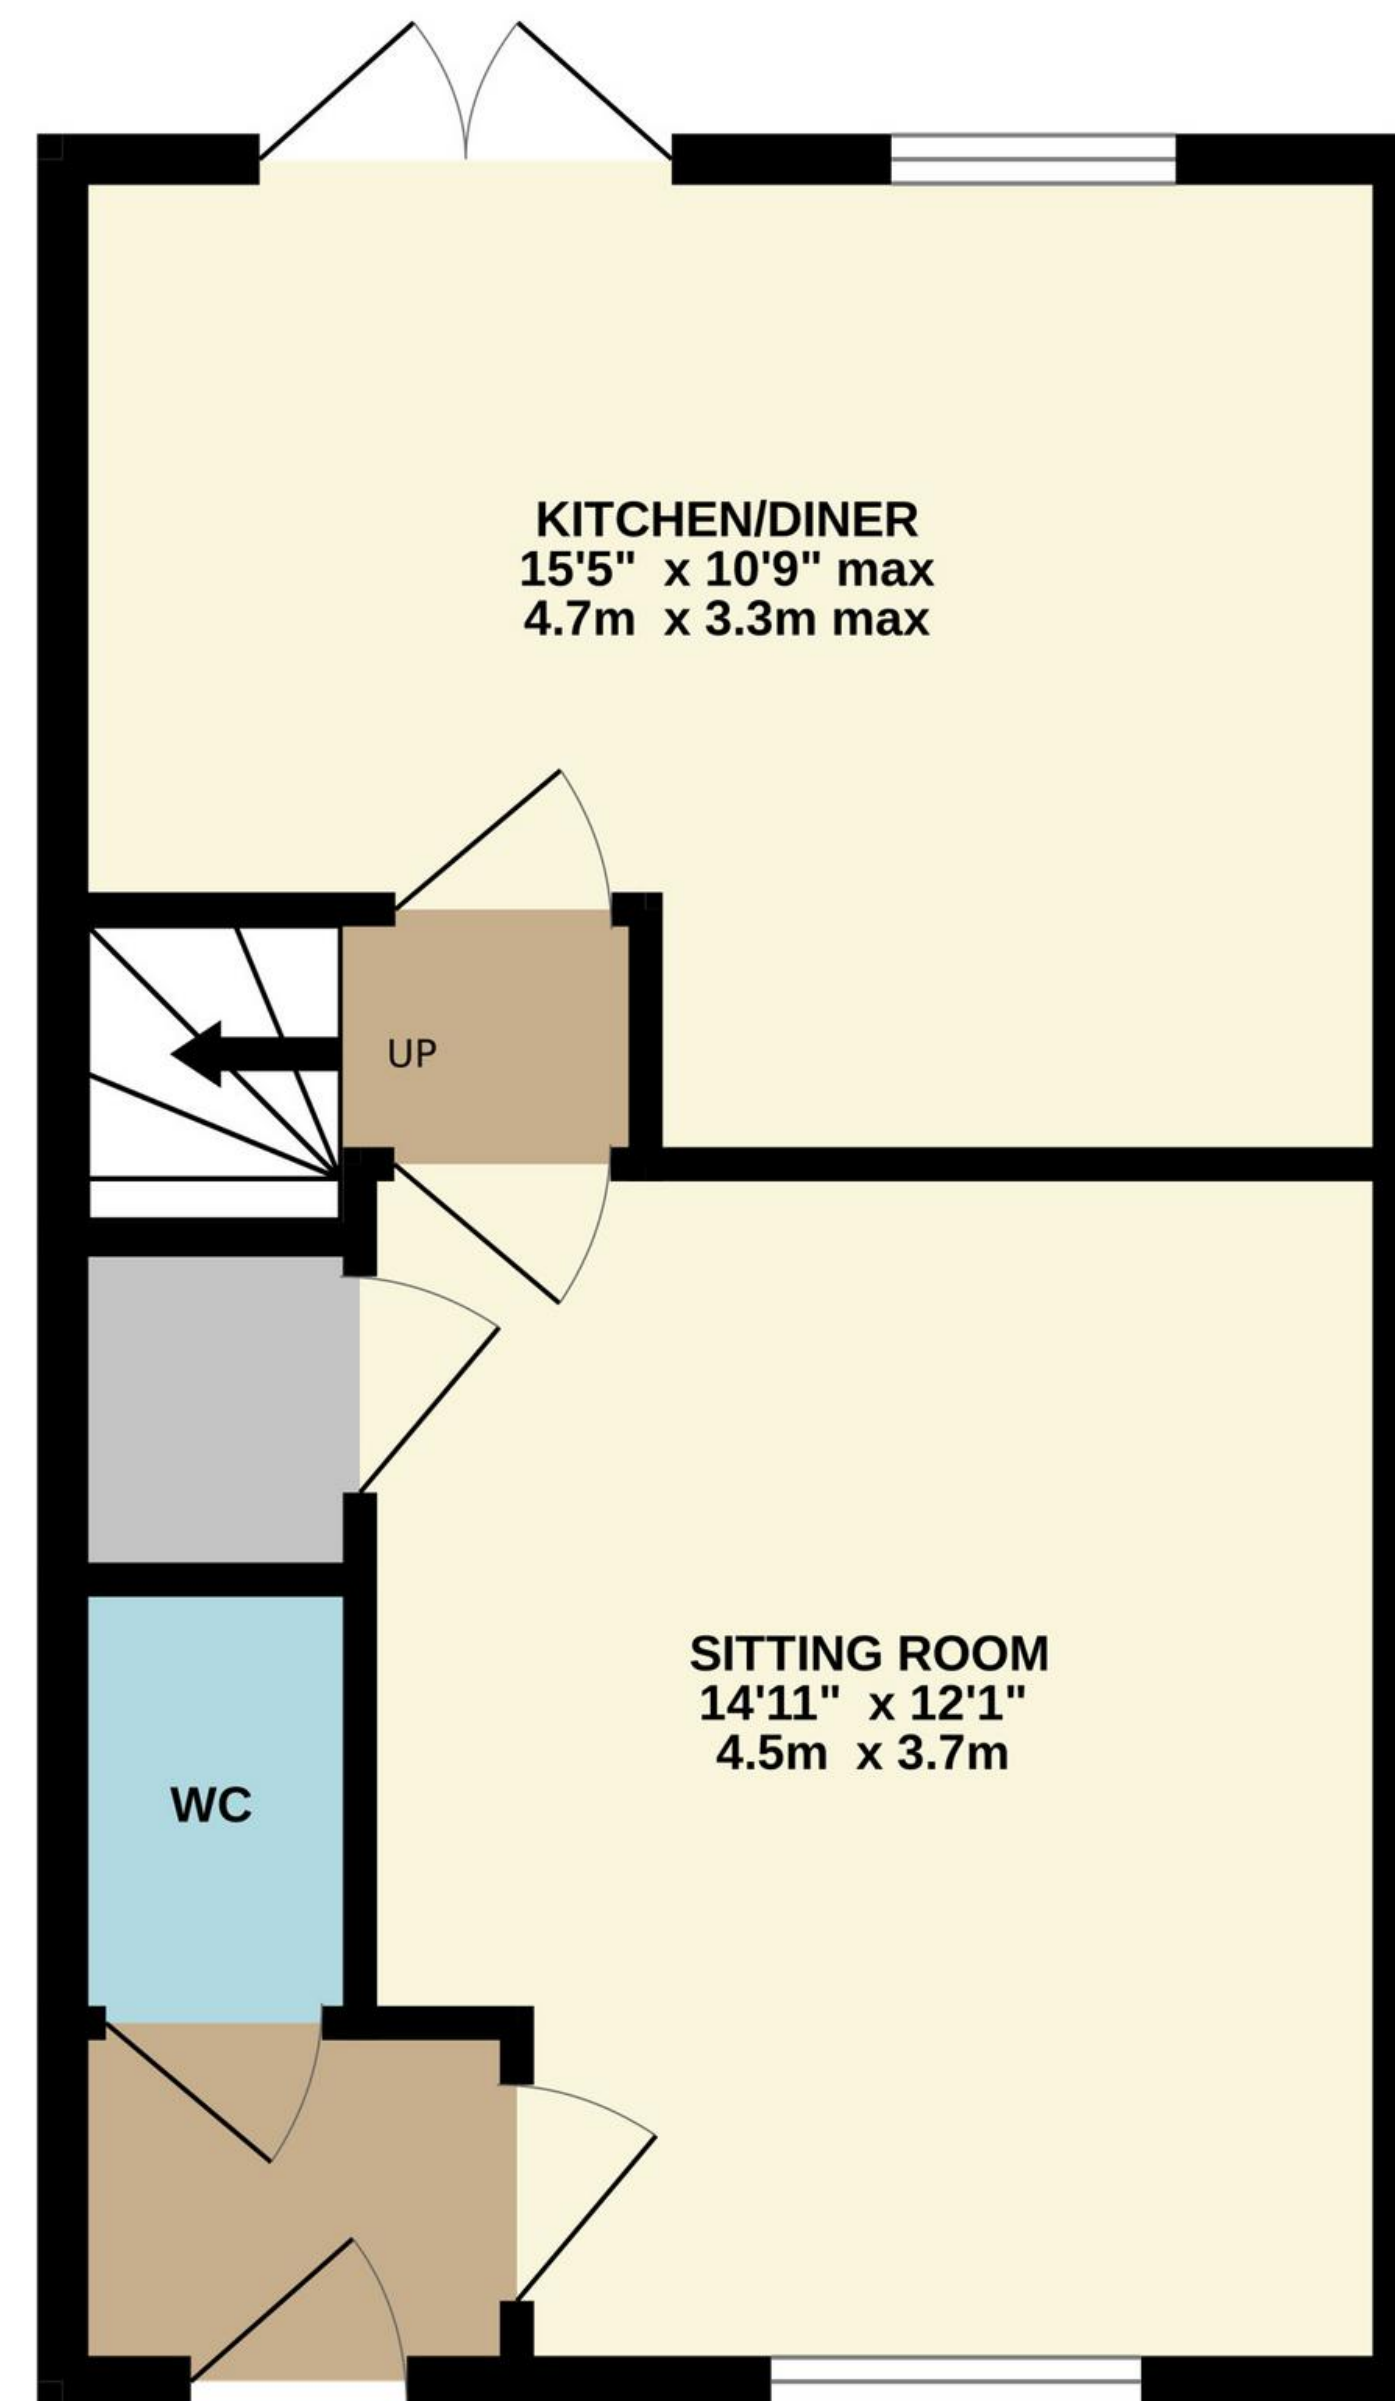 KITCHEN/DINER
15'5" x 10'9" max
4.7m x 3.3m max
UP
SITTING ROOM
14'11" x 12'1"
4.5m x 3.7m
WC